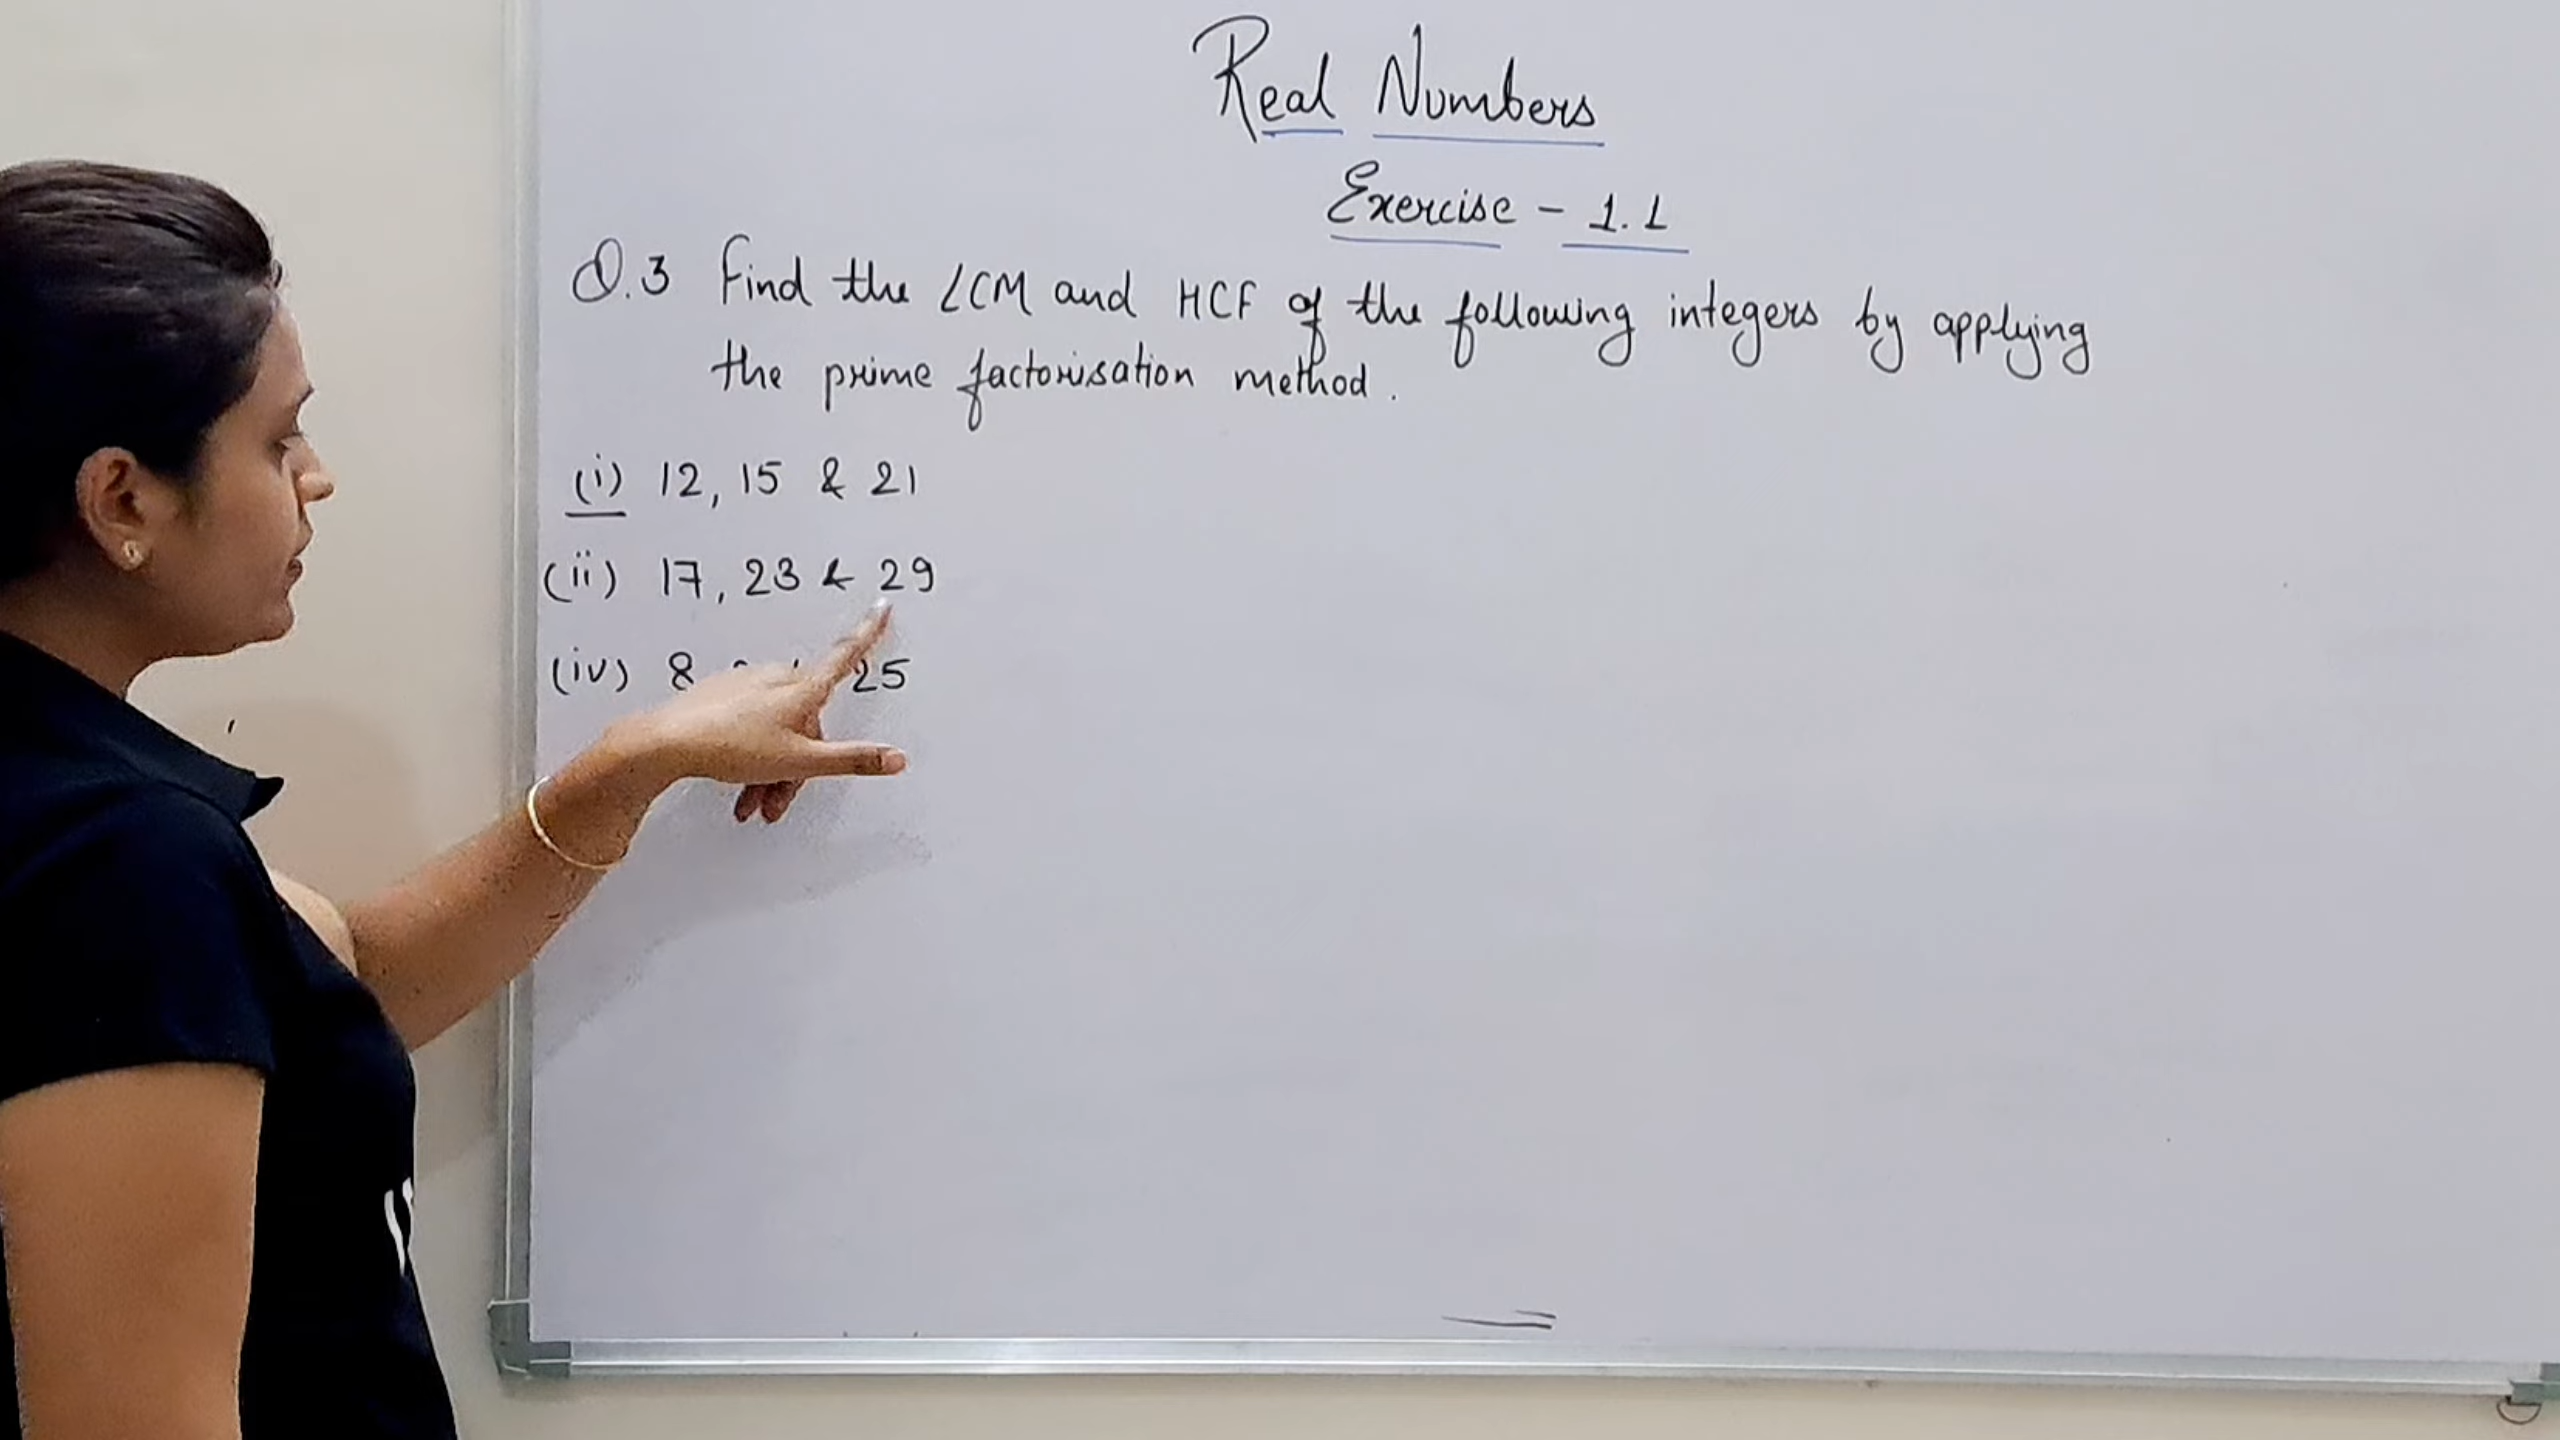 Real Numbers
Exercise - 1.1
Q.3 Find the LCM and HCF of the following integers by applying
the prime factorisation method.
(i) 12, 15 & 21
(ii) 17, 23 & 29
(iv) 8 25